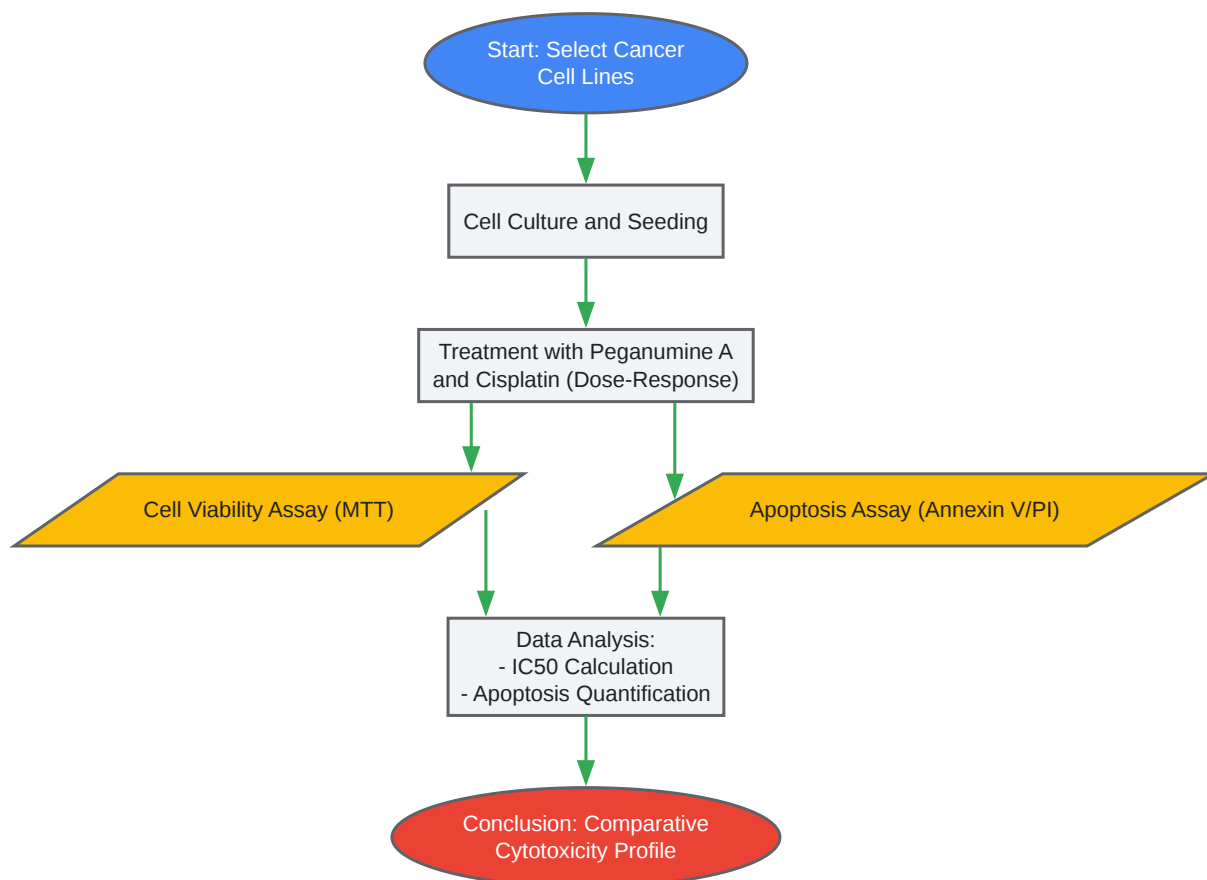 Start: Select Cancer
Cell Lines
Cell Culture and Seeding
Treatment with Peganumine A
and Cisplatin (Dose-Response)
Cell Viability Assay (MTT)
Apoptosis Assay (Annexin V/PI)
Data Analysis:
- IC50 Calculation
- Apoptosis Quantification
Conclusion: Comparative
Cytotoxicity Profile